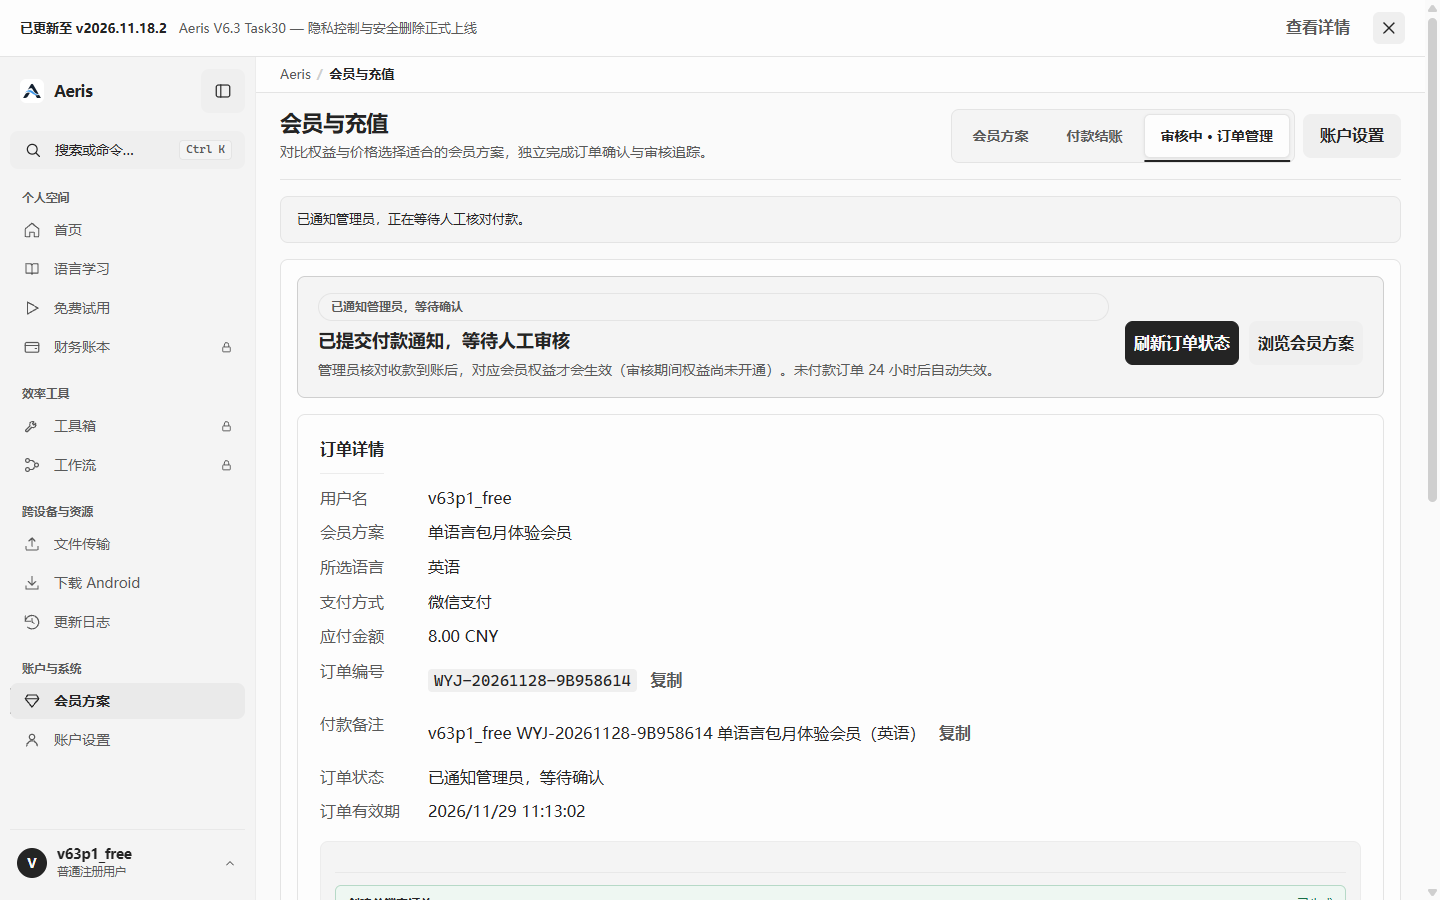 已更新至 v2026.11.18.2 Aeris V6.3 Task30 — 隐私控制与安全删除正式上线
查看详情
Aeris
搜索或命令... Ctrl K
个人空间
首页
语言学习
免费试用
财务账本
效率工具
工具箱
工作流
跨设备与资源
文件传输
下载 Android
更新日志
账户与系统
会员方案
账户设置
V
v63p1_free
普通注册用户
Aeris / 会员与充值
会员与充值
对比权益与价格选择适合的会员方案，独立完成订单确认与审核追踪。
会员方案 付款结账 审核中 • 订单管理 账户设置
已通知管理员，正在等待人工核对付款。
已通知管理员，等待确认
已提交付款通知，等待人工审核
管理员核对收款到账后，对应会员权益才会生效（审核期间权益尚未开通）。未付款订单 24 小时后自动失效。
刷新订单状态 浏览会员方案
订单详情
用户名 v63p1_free
会员方案 单语言包月体验会员
所选语言 英语
支付方式 微信支付
应付金额 8.00 CNY
订单编号 WYJ-20261128-9B958614 复制
付款备注 v63p1_free WYJ-20261128-9B958614 单语言包月体验会员（英语） 复制
订单状态 已通知管理员，等待确认
订单有效期 2026/11/29 11:13:02